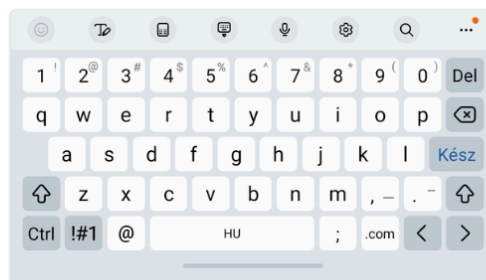 1 ! 2 @ 3 # 4 $ 5 % 6 ^ 7 & 8 * 9 ( 0 ) Del
q w e r t y u i o p
a s d f g h j k l Kész
z x c v b n m , _ . -
Ctrl !#1 @ HU ; .com < >